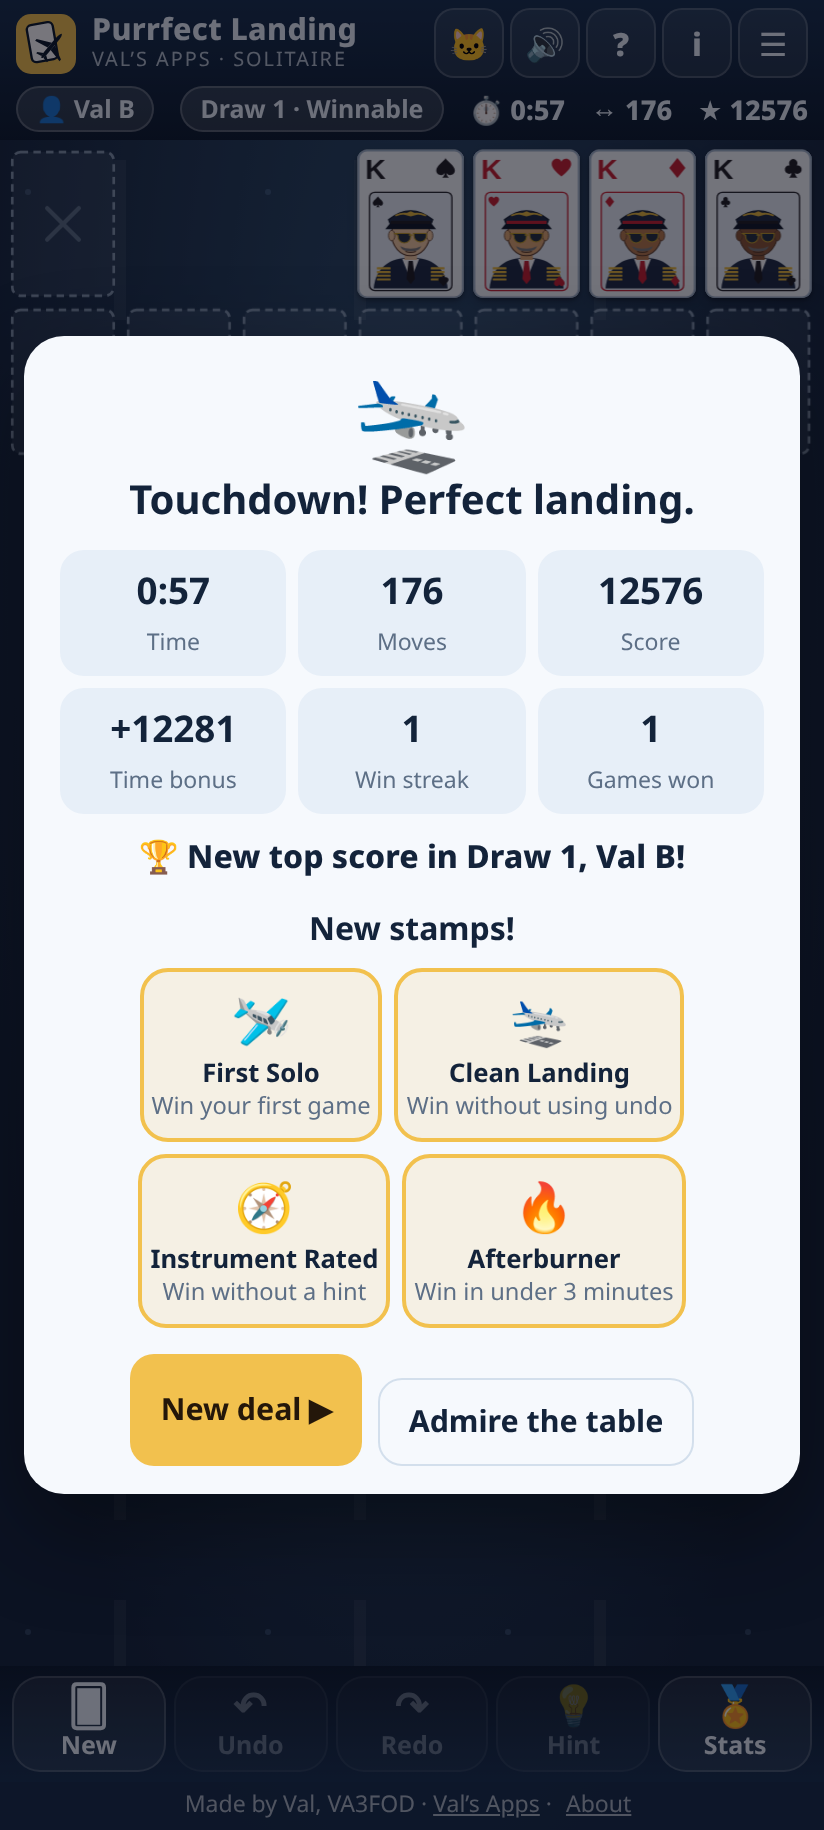 Purrfect Landing
VAL'S APPS · SOLITAIRE
?
i
☰
Val B
Draw 1 · Winnable
⏱ 0:57
↔ 176
★ 12576
K
K
K
K
Touchdown! Perfect landing.
0:57
176
12576
Time
Moves
Score
+12281
1
1
Time bonus
Win streak
Games won
🏆 New top score in Draw 1, Val B!
New stamps!
First Solo
Clean Landing
Win your first game
Win without using undo
Instrument Rated
Afterburner
Win without a hint
Win in under 3 minutes
New deal ▶
Admire the table
New
Undo
Redo
Hint
Stats
Made by Val, VA3FOD · Val’s Apps · About